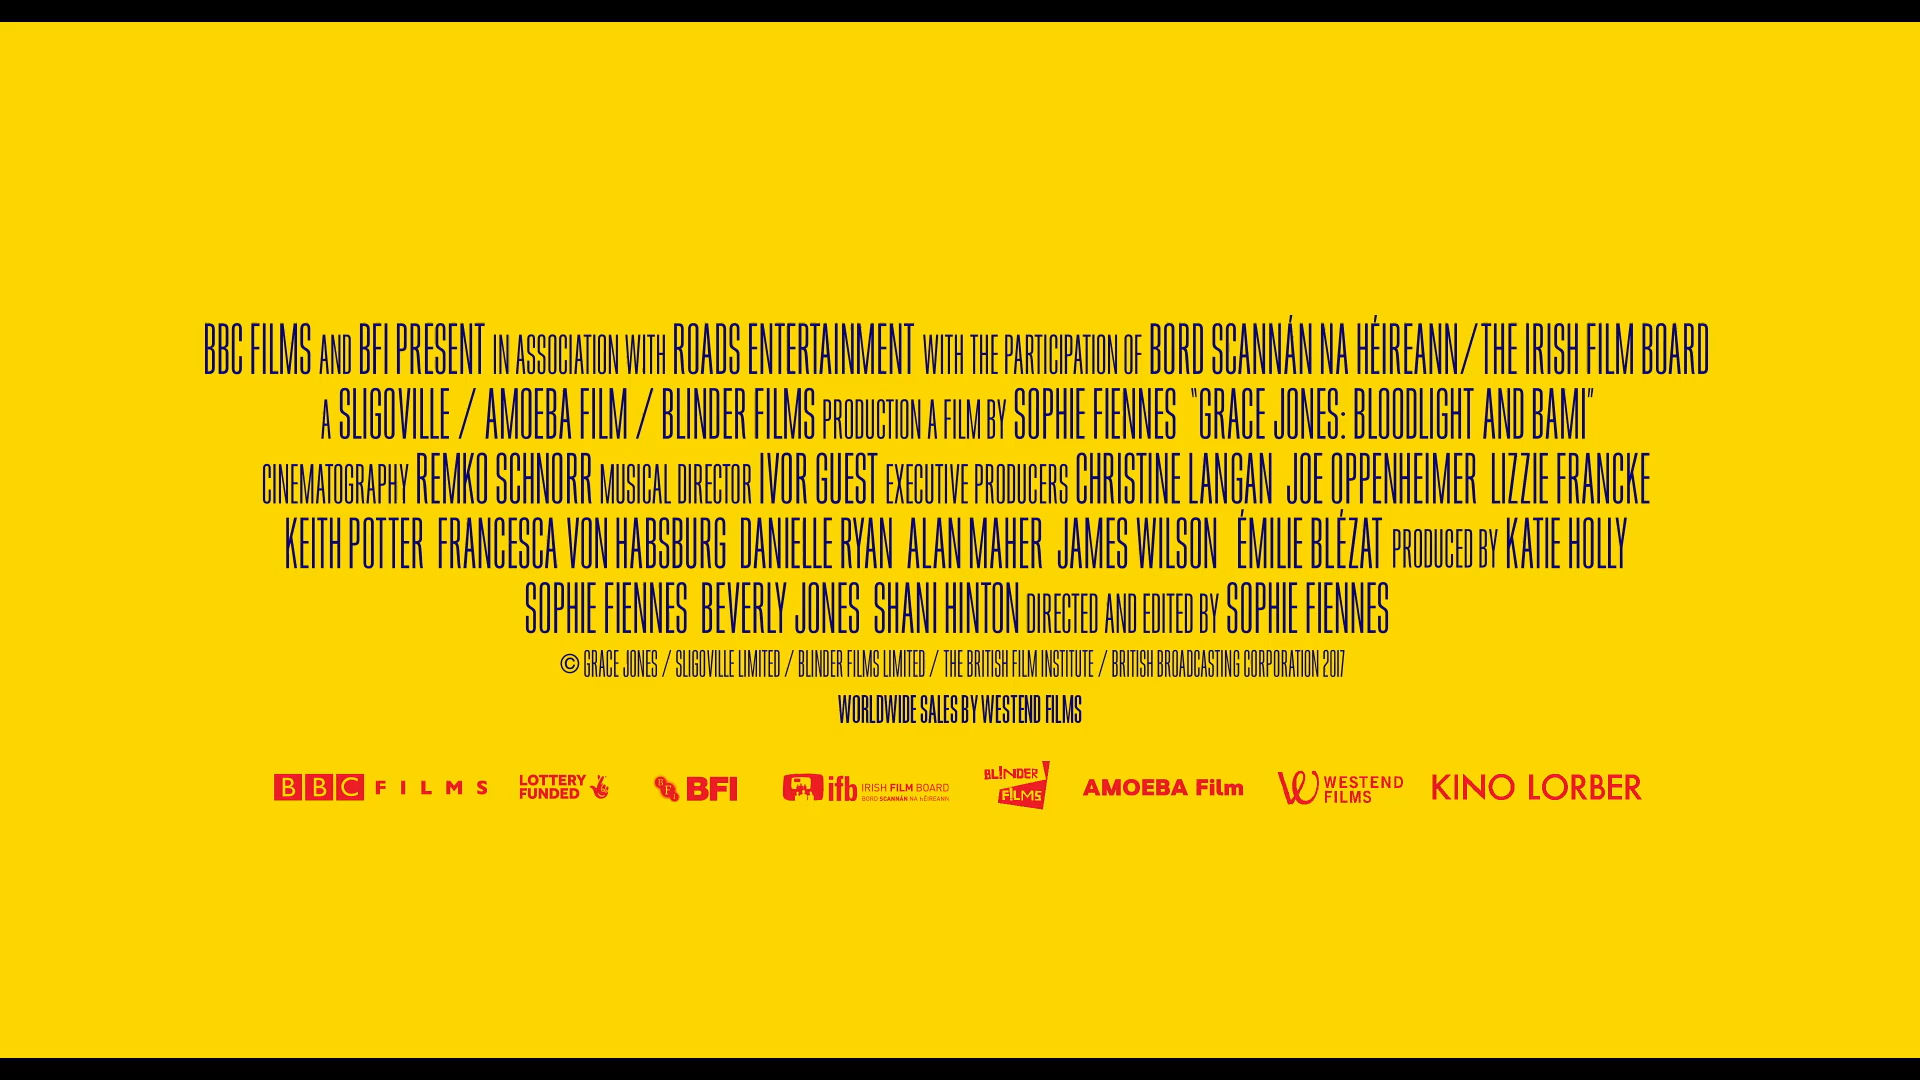 BBC FILMS AND BFI PRESENT IN ASSOCIATION WITH ROADS ENTERTAINMENT WITH THE PARTICIPATION OF BORD SCANNÁN NA HÉIREANN/THE IRISH FILM BOARD
A SLIGOVILLE / AMOEBA FILM / BLINDER FILMS PRODUCTION A FILM BY SOPHIE FIENNES "GRACE JONES: BLOODLIGHT AND BAMI"
CINEMATOGRAPHY REMKO SCHNORR MUSICAL DIRECTOR IVOR GUEST EXECUTIVE PRODUCERS CHRISTINE LANGAN JOE OPPENHEIMER LIZZIE FRANCKE
KEITH POTTER FRANCESCA VON HABSBURG DANIELLE RYAN ALAN MAHER JAMES WILSON ÉMILIE BLÉZAT PRODUCED BY KATIE HOLLY
SOPHIE FIENNES BEVERLY JONES SHANI HINTON DIRECTED AND EDITED BY SOPHIE FIENNES
© GRACE JONES / SLIGOVILLE LIMITED / BLINDER FILMS LIMITED / THE BRITISH FILM INSTITUTE / BRITISH BROADCASTING CORPORATION 2017
WORLDWIDE SALES BY WESTEND FILMS
BBC FILMS
LOTTERY
FUNDED
BFI
ifb IRISH FILM BOARD
BORD SCANNÁN NA hÉIREANN
BL!NDER
FILMS
AMOEBA Film
WESTEND
FILMS
KINO LORBER